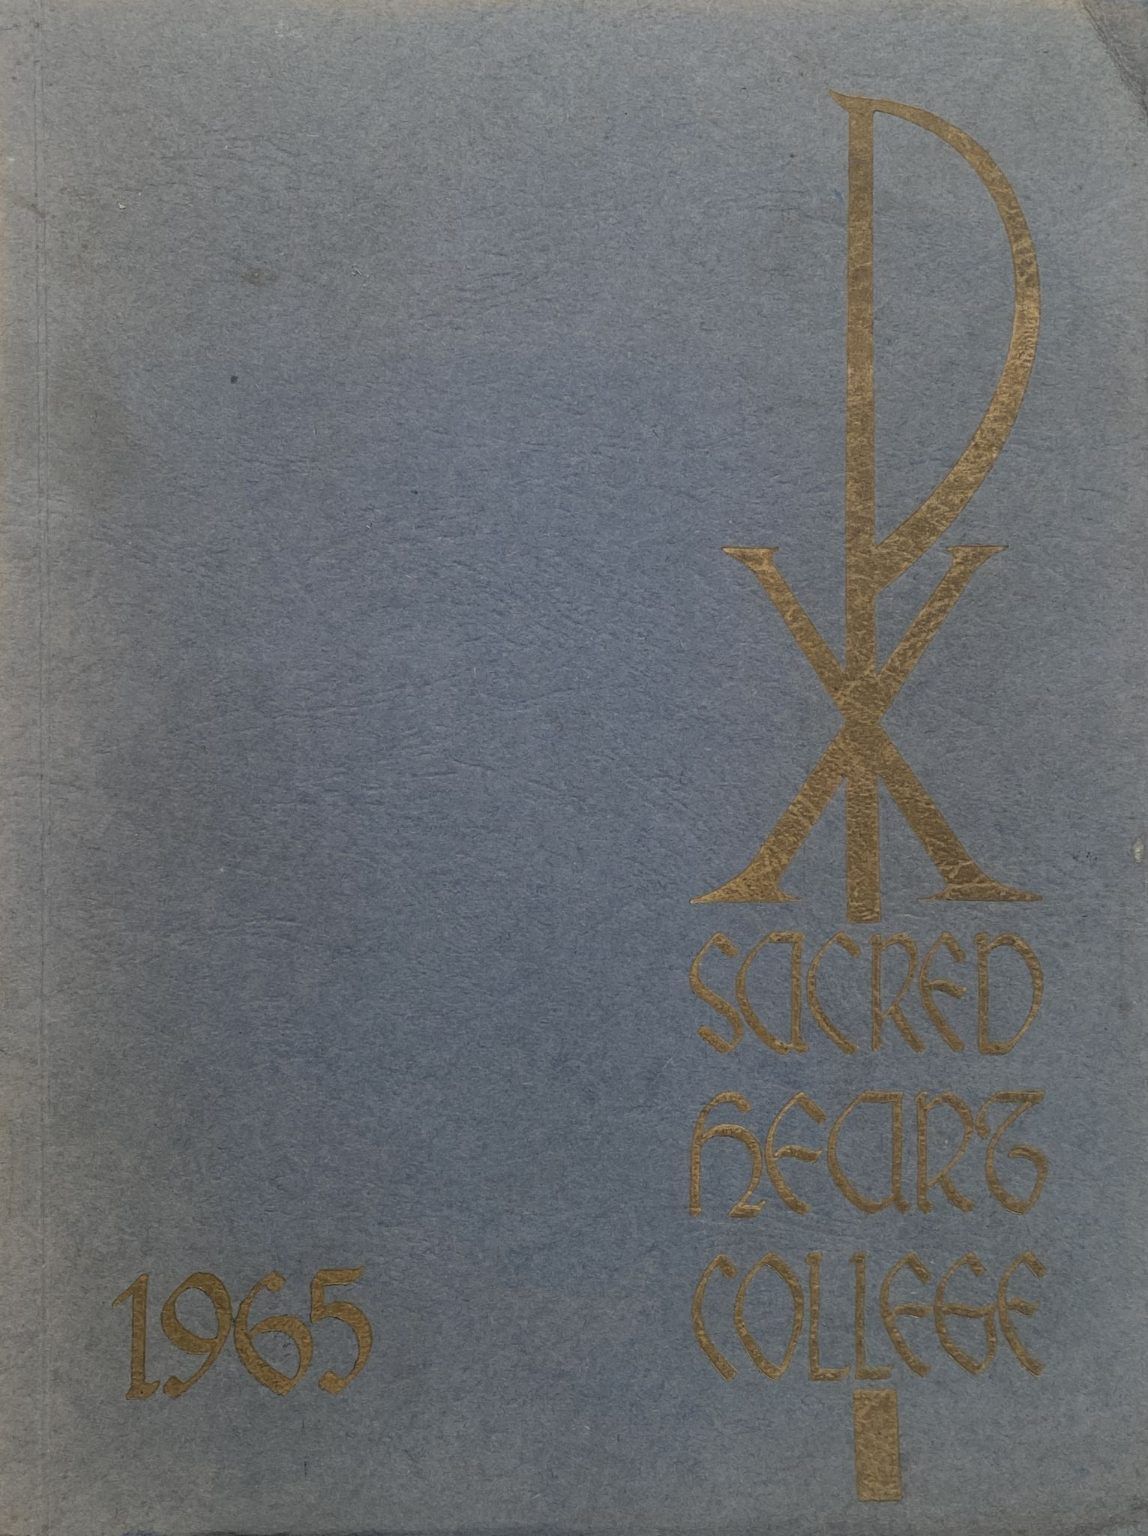 SACRED
HEART
COLLEGE
1965